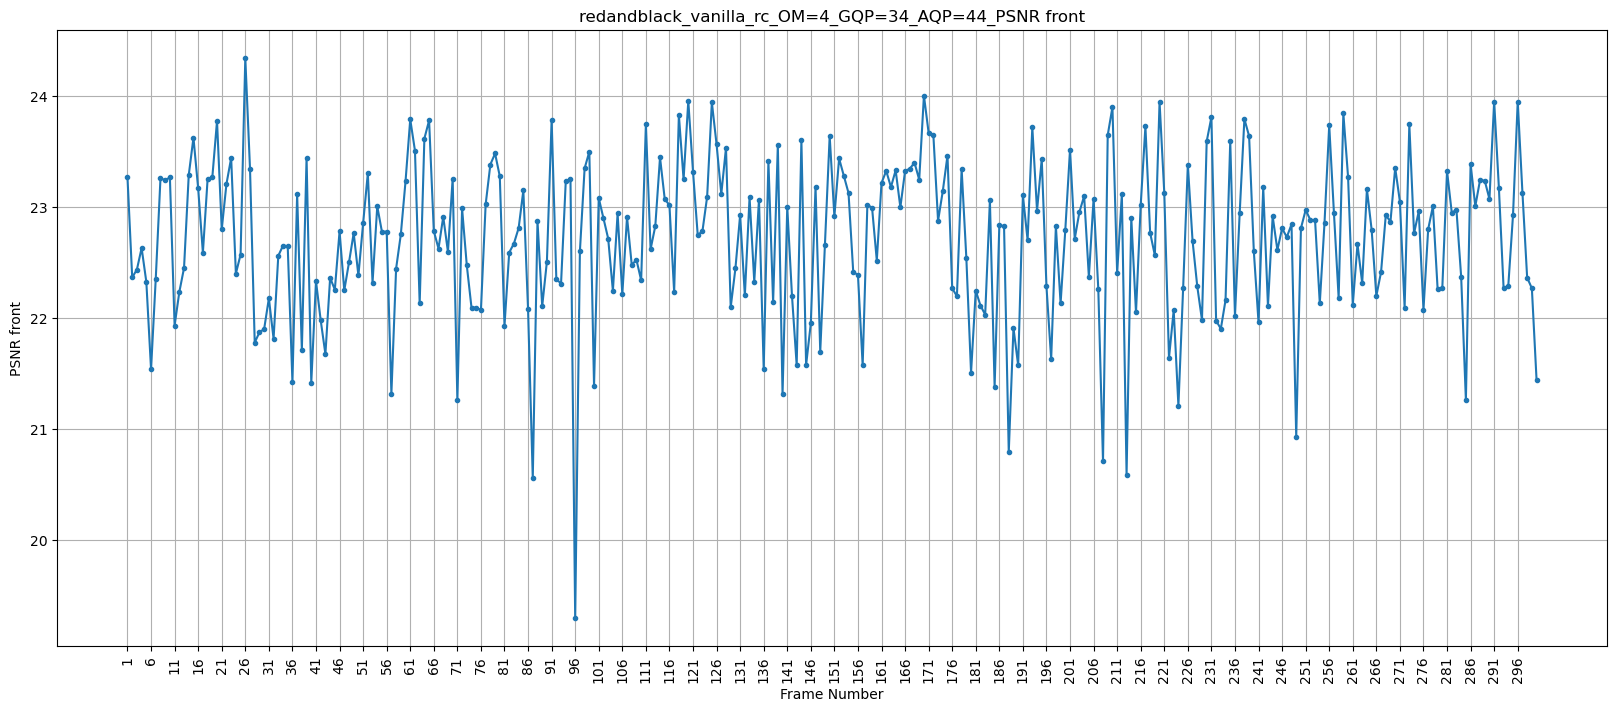 redandblack_vanilla_rc_OM=4_GQP=34_AQP=44_PSNR front
PSNR front
24
23
22
21
20
1 6 11 16 21 26 31 36 41 46 51 56 61 66 71 76 81 86 91 96 101 106 111 116 121 126 131 136 141 146 151 156 161 166 171 176 181 186 191 196 201 206 211 216 221 226 231 236 241 246 251 256 261 266 271 276 281 286 291 296
Frame Number